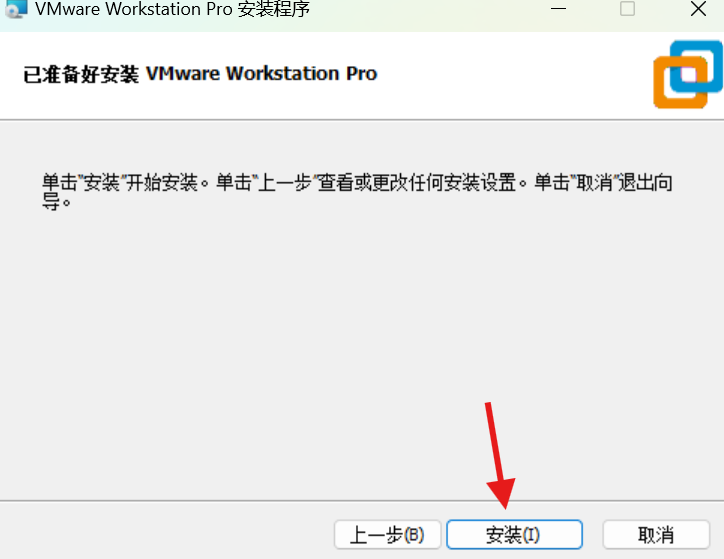 VMware Workstation Pro 安装程序
已准备好安装 VMware Workstation Pro
单击"安装"开始安装。单击"上一步"查看或更改任何安装设置。单击"取消"退出向
导。
上一步(B) 安装(I) 取消